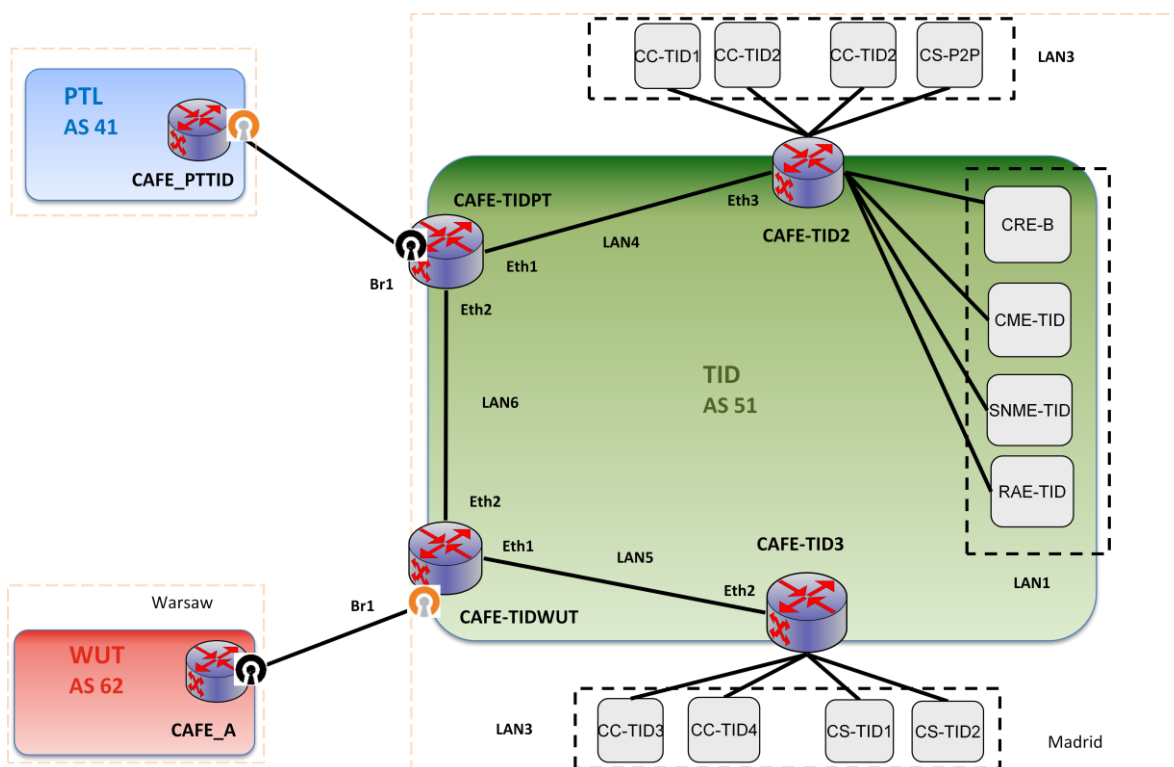 CC-TID1
CC-TID2
CC-TID2
CS-P2P
LAN3
PTL
AS 41
CAFE_PTTID
CAFE-TIDPT
Eth3
CAFE-TID2
CRE-B
LAN4
Eth1
Br1
Eth2
CME-TID
TID
AS 51
LAN6
SNME-TID
RAE-TID
Eth2
Eth1
CAFE-TID3
LAN5
LAN1
Eth2
Warsaw
Br1
CAFE-TIDWUT
WUT
AS 62
CAFE_A
LAN3
CC-TID3
CC-TID4
CS-TID1
CS-TID2
Madrid